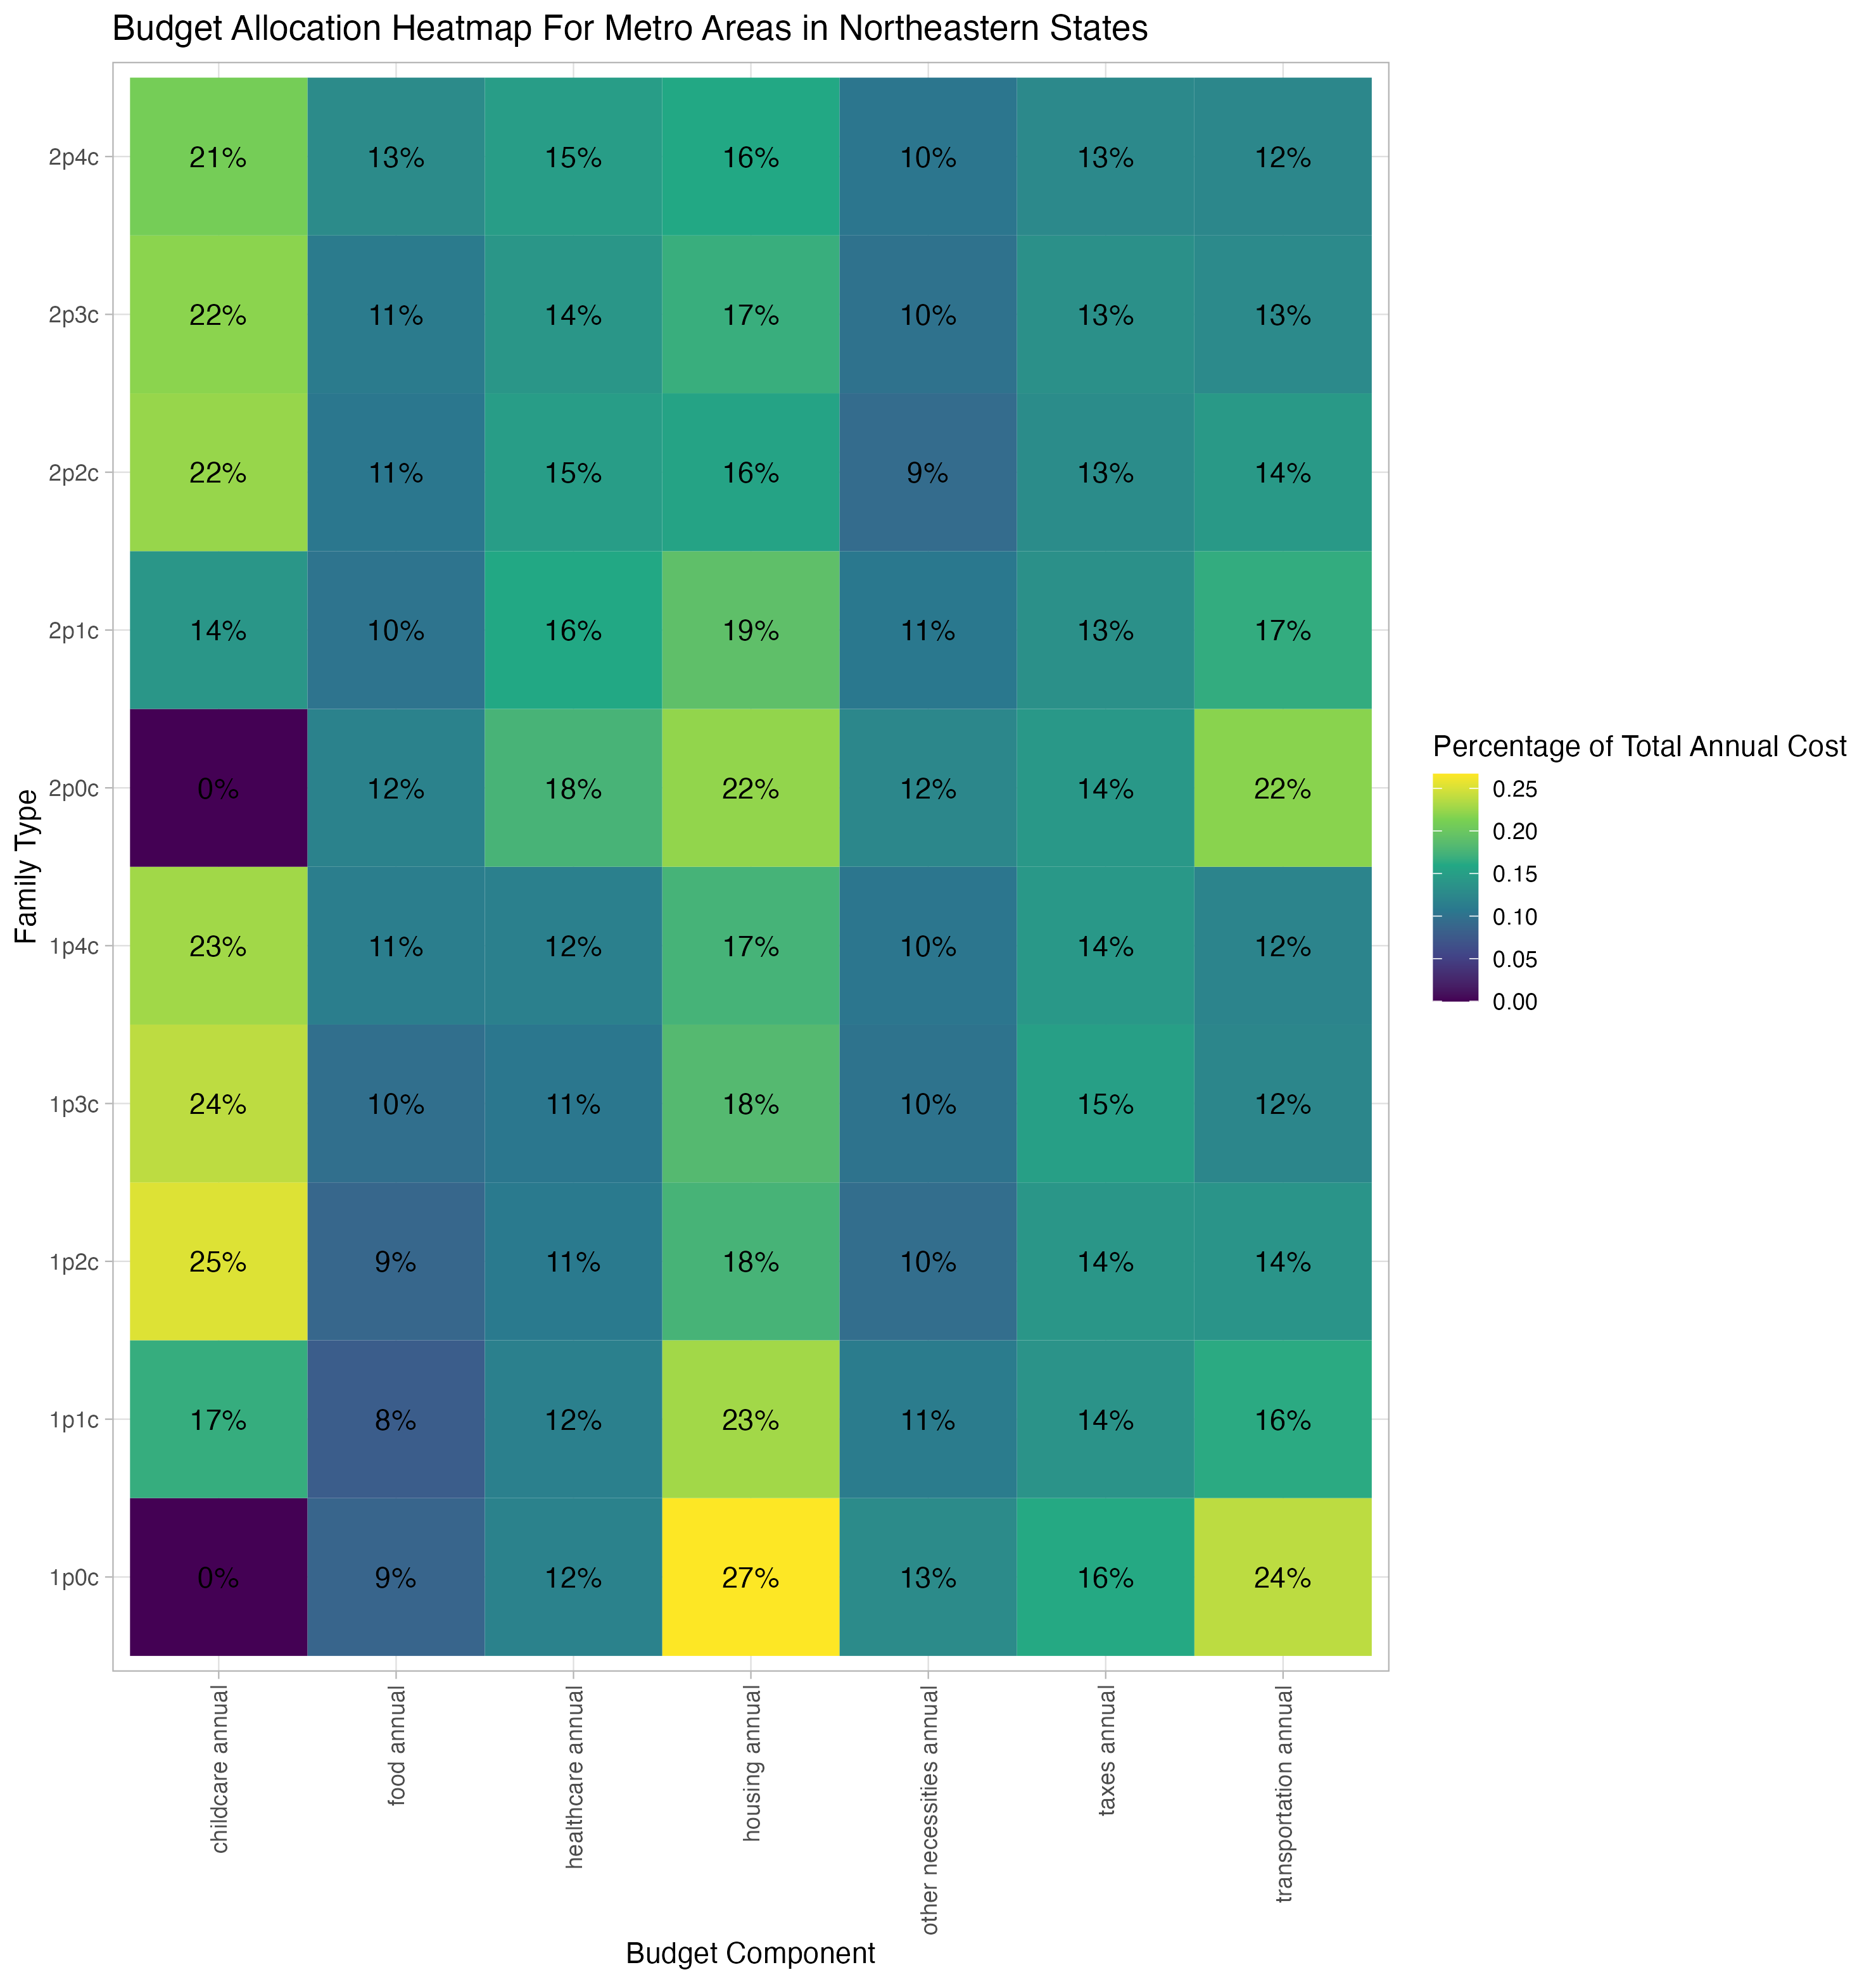 Budget Allocation Heatmap For Metro Areas in Northeastern States
Family Type
2p4c 21% 13% 15% 16% 10% 13% 12%
2p3c 22% 11% 14% 17% 10% 13% 13%
2p2c 22% 11% 15% 16% 9% 13% 14%
2p1c 14% 10% 16% 19% 11% 13% 17%
2p0c 0% 12% 18% 22% 12% 14% 22%
1p4c 23% 11% 12% 17% 10% 14% 12%
1p3c 24% 10% 11% 18% 10% 15% 12%
1p2c 25% 9% 11% 18% 10% 14% 14%
1p1c 17% 8% 12% 23% 11% 14% 16%
1p0c 0% 9% 12% 27% 13% 16% 24%
childcare annual
food annual
healthcare annual
housing annual
other necessities annual
taxes annual
transportation annual
Budget Component
Percentage of Total Annual Cost
0.25
0.20
0.15
0.10
0.05
0.00